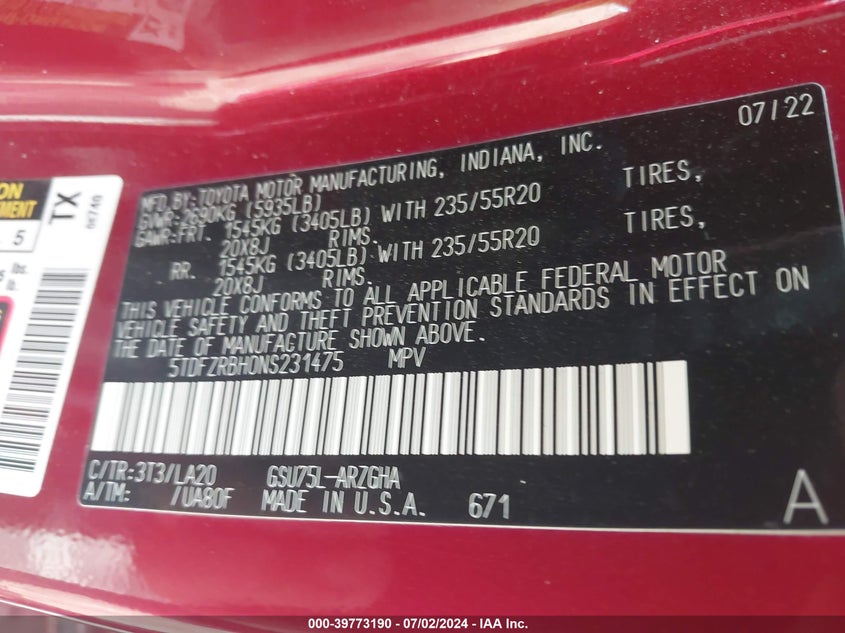 07/22
MFD.BY:TOYOTA MOTOR MANUFACTURING, INDIANA, INC.
GVWR:2690KG (5935LB)
GAWR:FRT. 1545KG (3405LB) WITH 235/55R20 TIRES,
20X8J RIMS.
RR. 1545KG (3405LB) WITH 235/55R20 TIRES,
20X8J RIMS.
THIS VEHICLE CONFORMS TO ALL APPLICABLE FEDERAL MOTOR
VEHICLE SAFETY AND THEFT PREVENTION STANDARDS IN EFFECT ON
THE DATE OF MANUFACTURE SHOWN ABOVE.
5TDFZRBH0NS231475 MPV
C/TR:3T3/LA20 GSU75L-ARZGHA
A/TM: /UA80F MADE IN U.S.A. 671
A
TX
5
lbs.
000-39773190 - 07/02/2024 - IAA Inc.